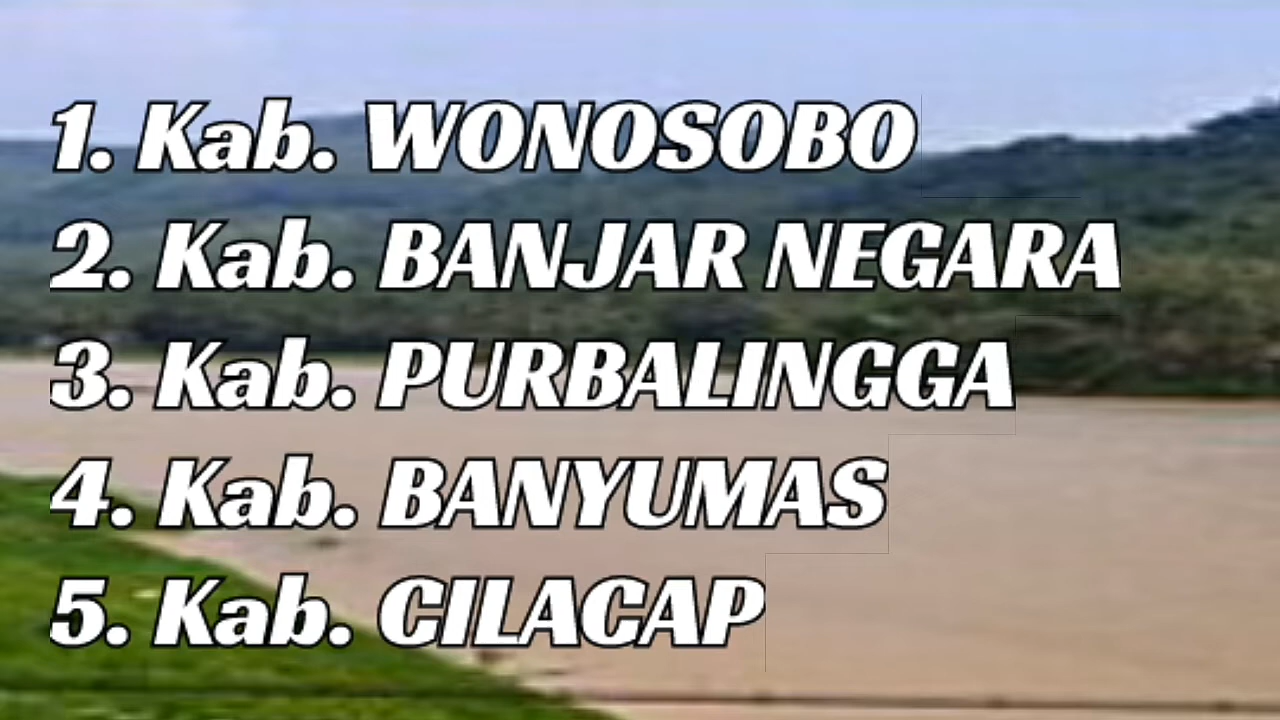 1. Kab. WONOSOBO
2. Kab. BANJAR NEGARA
3. Kab. PURBALINGGA
4. Kab. BANYUMAS
5. Kab. CILACAP